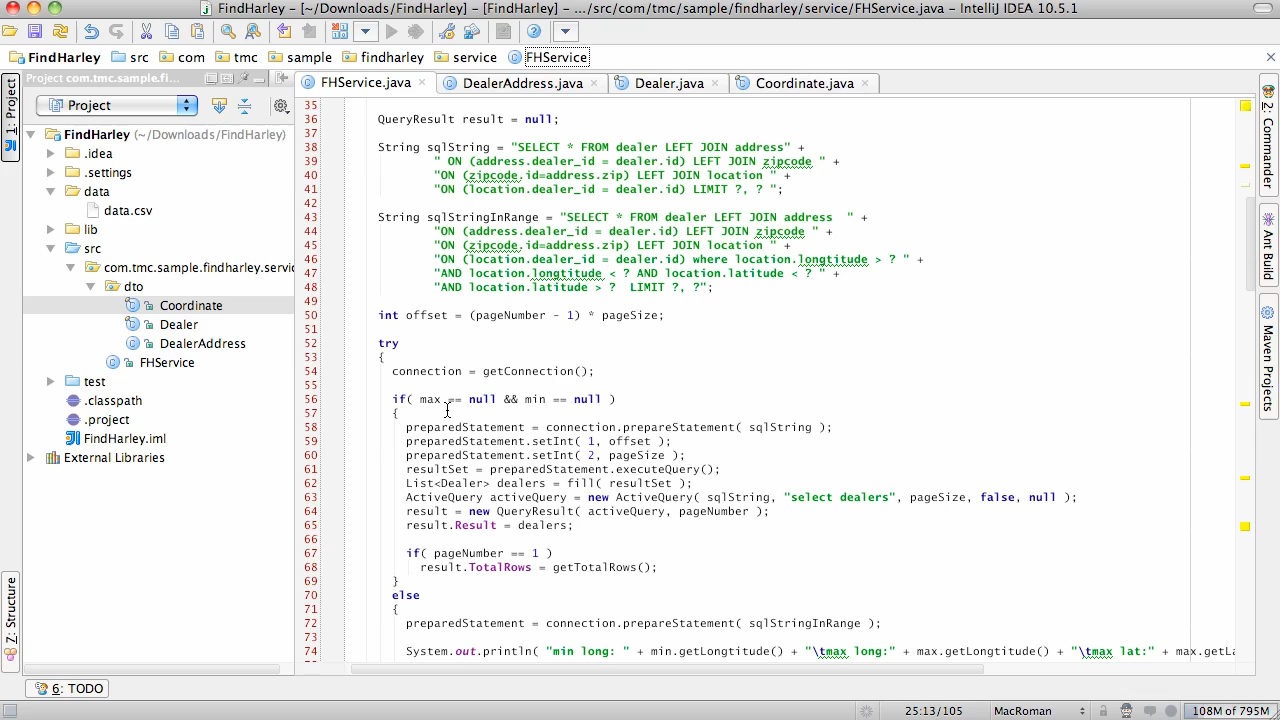 FindHarley - [~/Downloads/FindHarley] - [FindHarley] - .../src/com/tmc/sample/findharley/service/FHService.java - IntelliJ IDEA 10.5.1
FindHarley src com tmc sample findharley service FHService
1: Project
Project com.tmc.sample.fi...
Project
FindHarley (~/Downloads/FindHarley)
.idea
.settings
data
data.csv
lib
src
com.tmc.sample.findharley.servic
dto
Coordinate
Dealer
DealerAddress
FHService
test
.classpath
.project
FindHarley.iml
External Libraries
Z: Structure
FHService.java DealerAddress.java Dealer.java Coordinate.java
35
36 QueryResult result = null;
37
38 String sqlString = "SELECT * FROM dealer LEFT JOIN address" +
39 " ON (address.dealer_id = dealer.id) LEFT JOIN zipcode " +
40 "ON (zipcode.id=address.zip) LEFT JOIN location " +
41 "ON (location.dealer_id = dealer.id) LIMIT ?, ? ";
42
43 String sqlStringInRange = "SELECT * FROM dealer LEFT JOIN address  " +
44 "ON (address.dealer_id = dealer.id) LEFT JOIN zipcode " +
45 "ON (zipcode.id=address.zip) LEFT JOIN location " +
46 "ON (location.dealer_id = dealer.id) where location.longtitude > ? " +
47 "AND location.longtitude < ? AND location.latitude < ? " +
48 "AND location.latitude > ?  LIMIT ?, ?";
49
50 int offset = (pageNumber - 1) * pageSize;
51
52 try
53 {
54 connection = getConnection();
55
56 if( max == null && min == null )
57 {
58 preparedStatement = connection.prepareStatement( sqlString );
59 preparedStatement.setInt( 1, offset );
60 preparedStatement.setInt( 2, pageSize );
61 resultSet = preparedStatement.executeQuery();
62 List<Dealer> dealers = fill( resultSet );
63 ActiveQuery activeQuery = new ActiveQuery( sqlString, "select dealers", pageSize, false, null );
64 result = new QueryResult( activeQuery, pageNumber );
65 result.Result = dealers;
66
67 if( pageNumber == 1 )
68 result.TotalRows = getTotalRows();
69 }
70 else
71 {
72 preparedStatement = connection.prepareStatement( sqlStringInRange );
73
74 System.out.println( "min long: " + min.getLongtitude() + "\tmax long:" + max.getLongtitude() + "\tmax lat:" + max.getLa
2: Commander
Ant Build
Maven Projects
6: TODO
25:13/105 MacRoman 108M of 795M